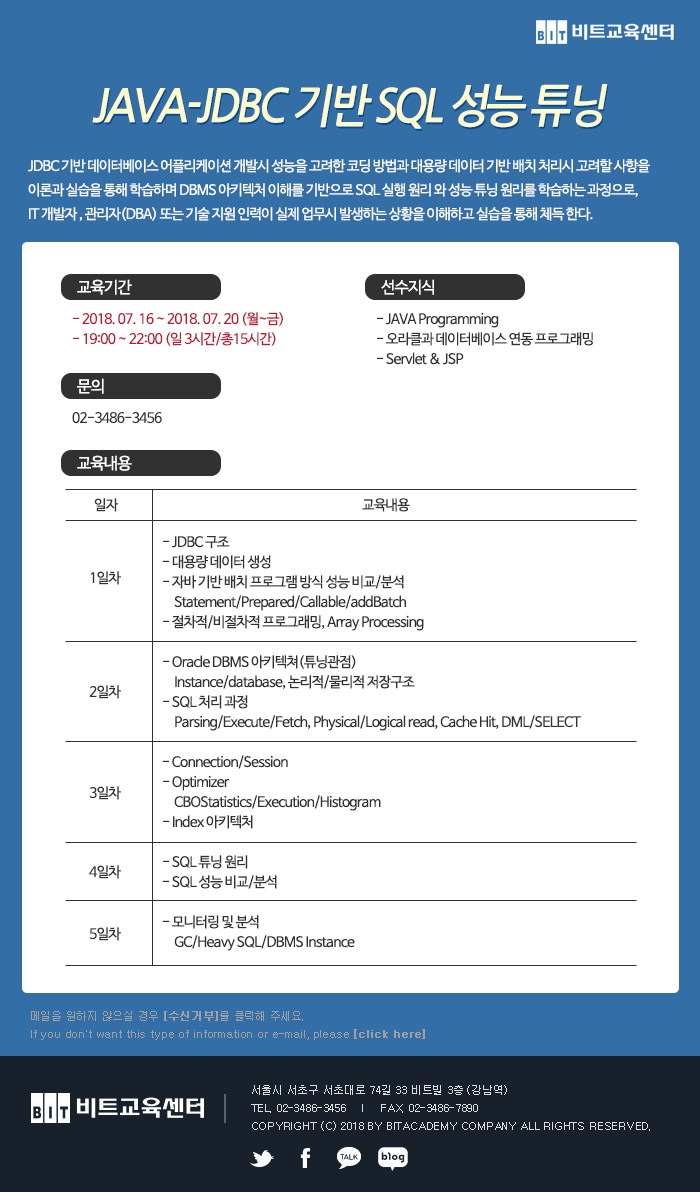 BIT 비트교육센터
JAVA-JDBC 기반 SQL 성능 튜닝
JDBC 기반 데이터베이스 어플리케이션 개발시 성능을 고려한 코딩 방법과 대용량 데이터 기반 배치 처리시 고려할 사항을
이론과 실습을 통해 학습하며 DBMS 아키텍처 이해를 기반으로 SQL 실행 원리 와 성능 튜닝 원리를 학습하는 과정으로,
IT 개발자 , 관리자(DBA) 또는 기술 지원 인력이 실제 업무시 발생하는 상황을 이해하고 실습을 통해 체득 한다.
교육기간
- 2018. 07. 16 ~ 2018. 07. 20 (월~금)
- 19:00 ~ 22:00 (일 3시간/총15시간)
선수지식
- JAVA Programming
- 오라클과 데이터베이스 연동 프로그래밍
- Servlet & JSP
문의
02-3486-3456
교육내용
일자 교육내용
1일차
- JDBC 구조
- 대용량 데이터 생성
- 자바 기반 배치 프로그램 방식 성능 비교/분석
Statement/Prepared/Callable/addBatch
- 절차적/비절차적 프로그래밍, Array Processing
2일차
- Oracle DBMS 아키텍쳐(튜닝관점)
Instance/database, 논리적/물리적 저장구조
- SQL 처리 과정
Parsing/Execute/Fetch, Physical/Logical read, Cache Hit, DML/SELECT
3일차
- Connection/Session
- Optimizer
CBOStatistics/Execution/Histogram
- Index 아키텍처
4일차
- SQL 튜닝 원리
- SQL 성능 비교/분석
5일차
- 모니터링 및 분석
GC/Heavy SQL/DBMS Instance
메일을 원하지 않으실 경우 [수신거부]를 클릭해 주세요.
If you don't want this type of information or e-mail, please [click here]
BIT 비트교육센터
서울시 서초구 서초대로 74길 33 비트빌 3층 (강남역)
TEL. 02-3486-3456 | FAX. 02-3486-7890
COPYRIGHT (C) 2018 BY BITACADEMY COMPANY ALL RIGHTS RESERVED.
TALK
blog